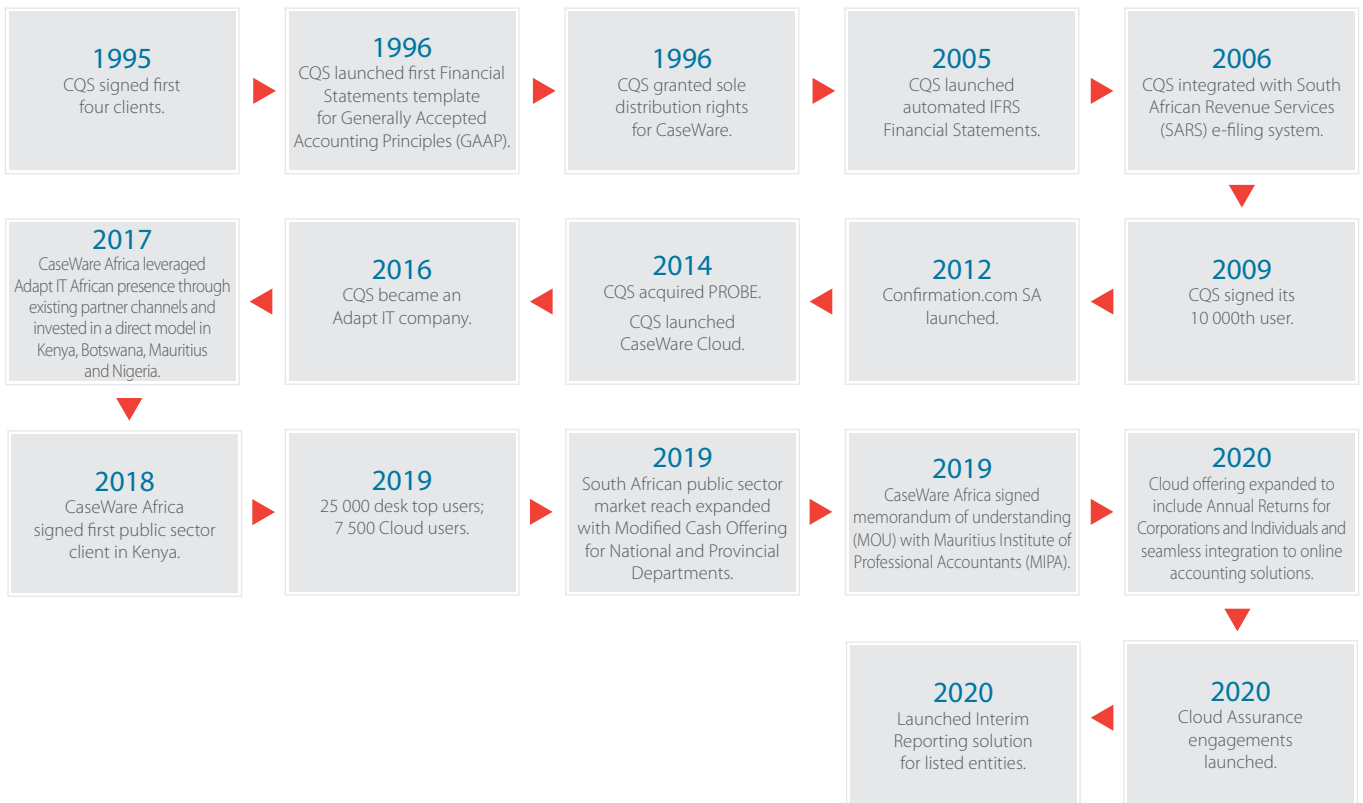 1995
CQS signed first
four clients.
1996
CQS launched first Financial
Statements template
for Generally Accepted
Accounting Principles (GAAP).
1996
CQS granted sole
distribution rights
for CaseWare.
2005
CQS launched
automated IFRS
Financial Statements.
2006
CQS integrated with South
African Revenue Services
(SARS) e-filing system.
2009
CQS signed its
10 000th user.
2012
Confirmation.com SA
launched.
2014
CQS acquired PROBE.
CQS launched
CaseWare Cloud.
2016
CQS became an
Adapt IT company.
2017
CaseWare Africa leveraged
Adapt IT African presence through
existing partner channels and
invested in a direct model in
Kenya, Botswana, Mauritius
and Nigeria.
2018
CaseWare Africa
signed first public sector
client in Kenya.
2019
25 000 desk top users;
7 500 Cloud users.
2019
South African public sector
market reach expanded
with Modified Cash Offering
for National and Provincial
Departments.
2019
CaseWare Africa signed
memorandum of understanding
(MOU) with Mauritius Institute of
Professional Accountants (MIPA).
2020
Cloud offering expanded to
include Annual Returns for
Corporations and Individuals and
seamless integration to online
accounting solutions.
2020
Cloud Assurance
engagements
launched.
2020
Launched Interim
Reporting solution
for listed entities.